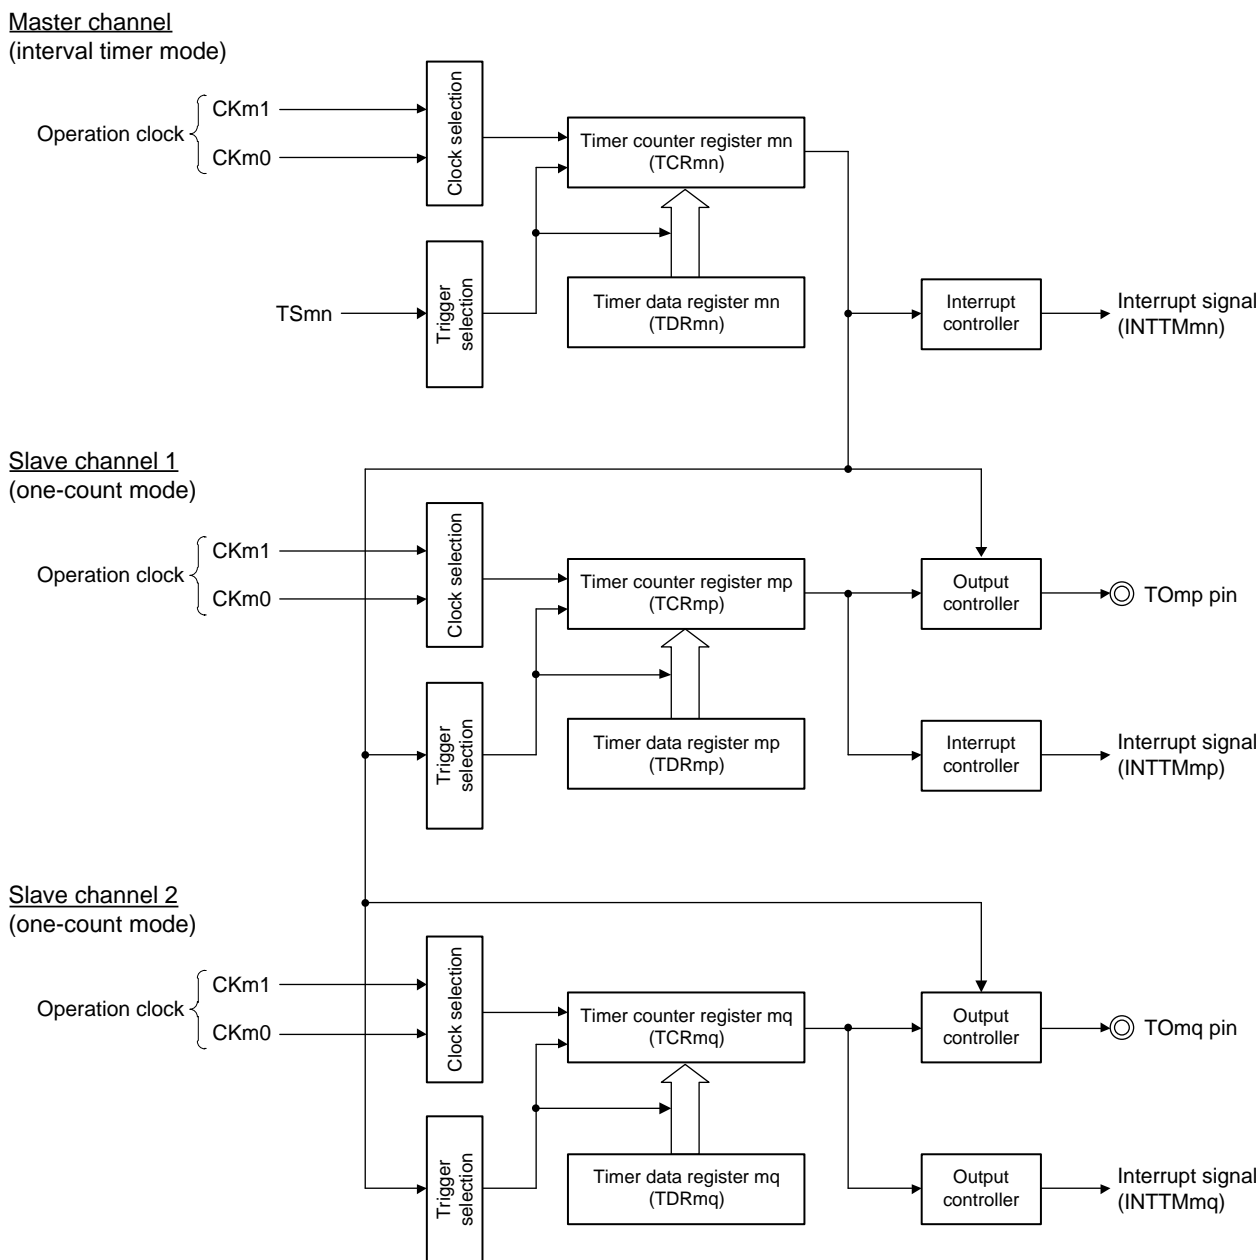 Master channel
(interval timer mode)
CKm1
Operation clock
CKm0
Clock selection
Timer counter register mn
(TCRmn)
TSmn
Trigger
selection
Timer data register mn
(TDRmn)
Interrupt
controller
Interrupt signal
(INTTMmn)
Slave channel 1
(one-count mode)
CKm1
Operation clock
CKm0
Clock selection
Timer counter register mp
(TCRmp)
Output
controller
TOmp pin
Trigger
selection
Timer data register mp
(TDRmp)
Interrupt
controller
Interrupt signal
(INTTMmp)
Slave channel 2
(one-count mode)
CKm1
Operation clock
CKm0
Clock selection
Timer counter register mq
(TCRmq)
Output
controller
TOmq pin
Trigger
selection
Timer data register mq
(TDRmq)
Output
controller
Interrupt signal
(INTTMmq)